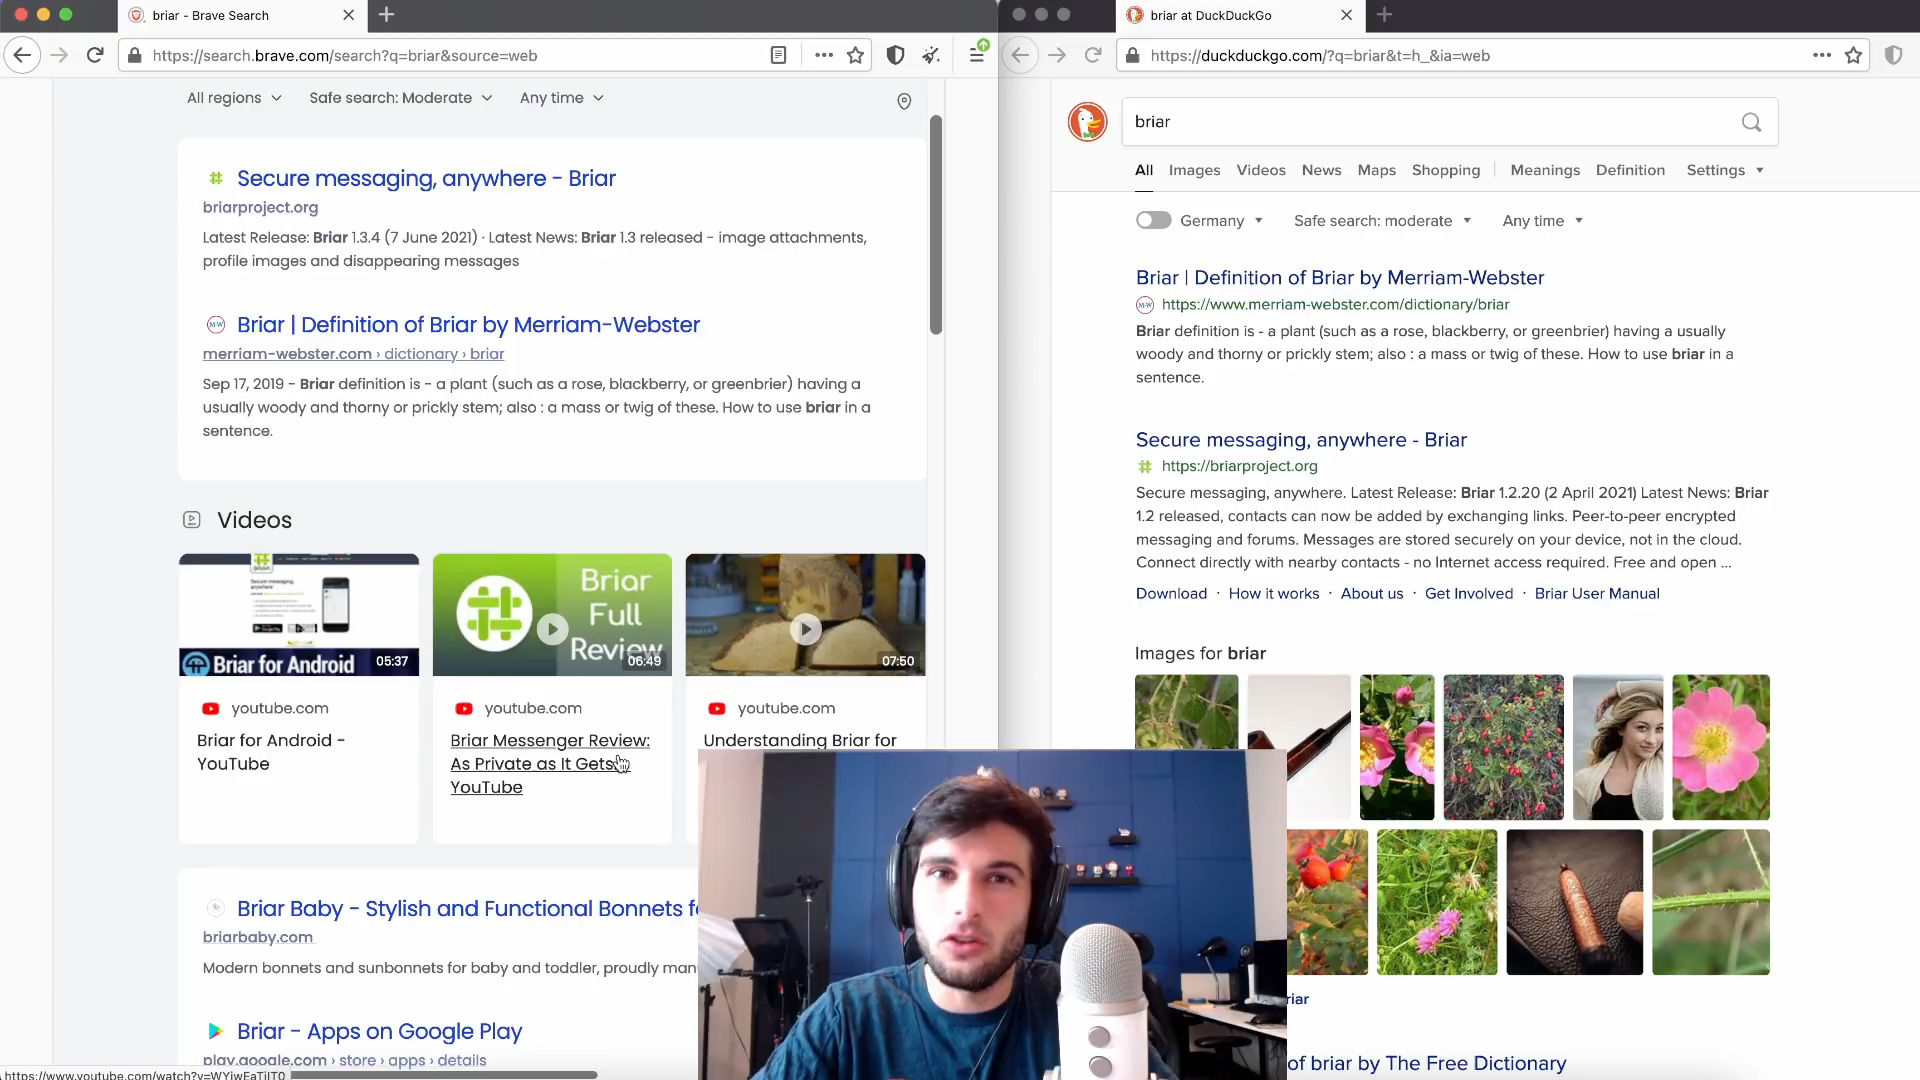 briar - Brave Search
https://search.brave.com/search?q=briar&source=web
All regions
Safe search: Moderate
Any time
Secure messaging, anywhere - Briar
briarproject.org
Latest Release: Briar 1.3.4 (7 June 2021) · Latest News: Briar 1.3 released - image attachments,
profile images and disappearing messages
Briar | Definition of Briar by Merriam-Webster
merriam-webster.com › dictionary › briar
Sep 17, 2019 - Briar definition is - a plant (such as a rose, blackberry, or greenbrier) having a
usually woody and thorny or prickly stem; also : a mass or twig of these. How to use briar in a
sentence.
Videos
Briar for Android
05:37
Briar
Full
Review
06:49
07:50
youtube.com
Briar for Android -
YouTube
youtube.com
Briar Messenger Review:
As Private as It Gets -
YouTube
youtube.com
Understanding Briar for
Briar Baby - Stylish and Functional Bonnets
briarbaby.com
Modern bonnets and sunbonnets for baby and toddler, proudly
Briar - Apps on Google Play
play.google.com › store › apps › details
https://www.youtube.com/watch?v=WYiwEaTiIT0
briar at DuckDuckGo
https://duckduckgo.com/?q=briar&t=h_&ia=web
briar
All
Images
Videos
News
Maps
Shopping
Meanings
Definition
Settings
Germany
Safe search: moderate
Any time
Briar | Definition of Briar by Merriam-Webster
https://www.merriam-webster.com/dictionary/briar
Briar definition is - a plant (such as a rose, blackberry, or greenbrier) having a usually
woody and thorny or prickly stem; also : a mass or twig of these. How to use briar in a
sentence.
Secure messaging, anywhere - Briar
https://briarproject.org
Secure messaging, anywhere. Latest Release: Briar 1.2.20 (2 April 2021) Latest News: Briar
1.2 released, contacts can now be added by exchanging links. Peer-to-peer encrypted
messaging and forums. Messages are stored securely on your device, not in the cloud.
Connect directly with nearby contacts - no Internet access required. Free and open ...
Download · How it works · About us · Get Involved · Briar User Manual
Images for briar
of briar by The Free Dictionary